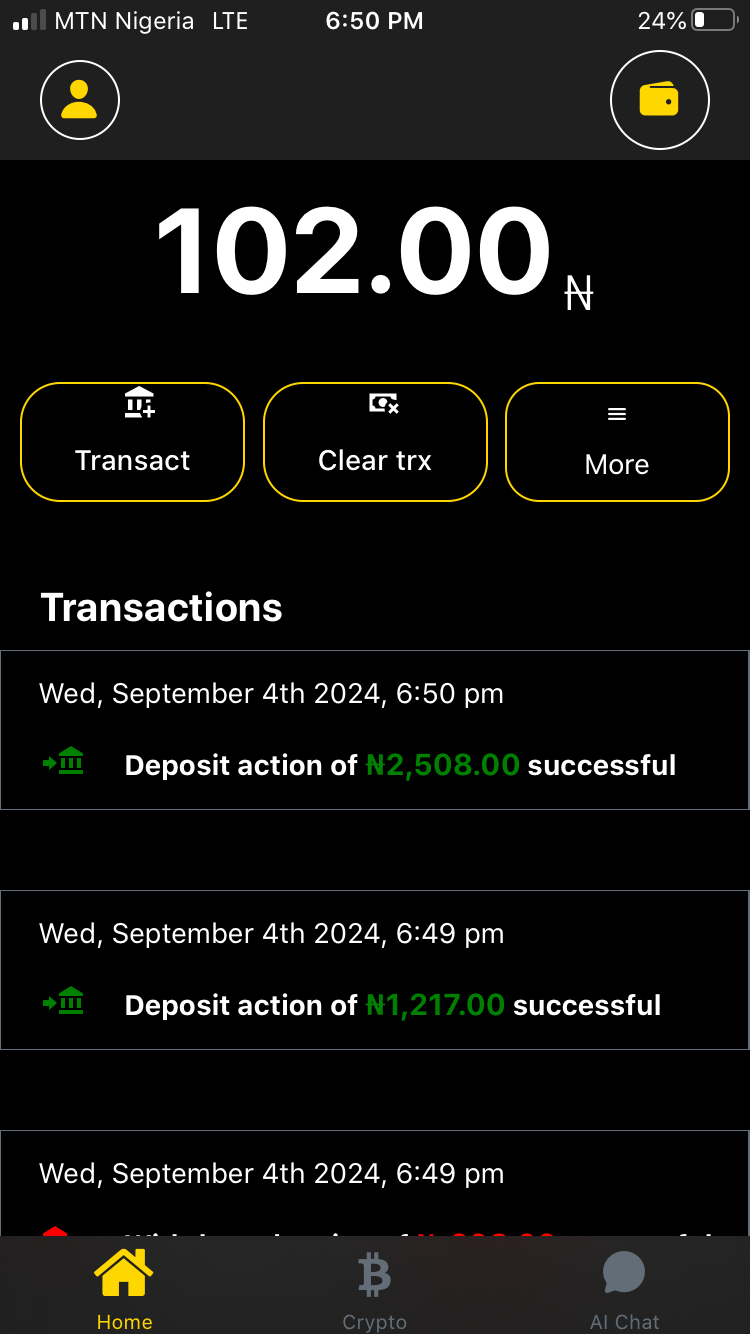 MTN Nigeria LTE 6:50 PM 24%
102.00 ₦
Transact
Clear trx
More
Transactions
Wed, September 4th 2024, 6:50 pm
Deposit action of ₦2,508.00 successful
Wed, September 4th 2024, 6:49 pm
Deposit action of ₦1,217.00 successful
Wed, September 4th 2024, 6:49 pm
Home
Crypto
AI Chat